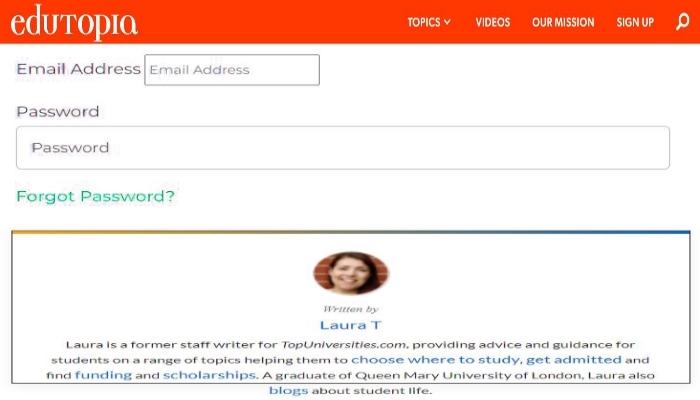 edutopia
TOPICS VIDEOS OUR MISSION SIGN UP
Email Address Email Address
Password
Password
Forgot Password?
Written by
Laura T
Laura is a former staff writer for TopUniversities.com, providing advice and guidance for
students on a range of topics helping them to choose where to study, get admitted and
find funding and scholarships. A graduate of Queen Mary University of London, Laura also
blogs about student life.